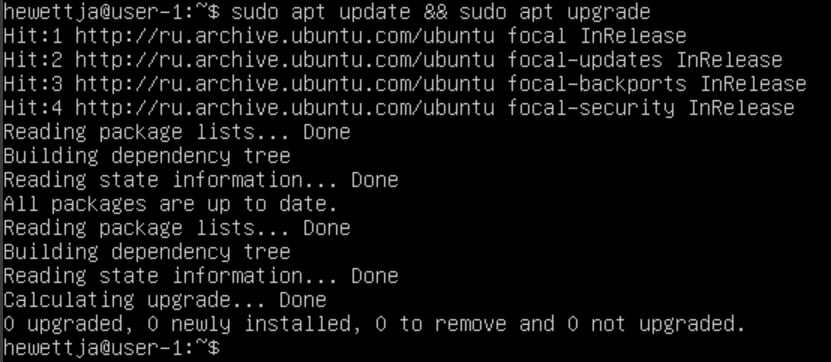 hewettja@user-1:~$ sudo apt update && sudo apt upgrade
Hit:1 http://ru.archive.ubuntu.com/ubuntu focal InRelease
Hit:2 http://ru.archive.ubuntu.com/ubuntu focal-updates InRelease
Hit:3 http://ru.archive.ubuntu.com/ubuntu focal-backports InRelease
Hit:4 http://ru.archive.ubuntu.com/ubuntu focal-security InRelease
Reading package lists... Done
Building dependency tree
Reading state information... Done
All packages are up to date.
Reading package lists... Done
Building dependency tree
Reading state information... Done
Calculating upgrade... Done
0 upgraded, 0 newly installed, 0 to remove and 0 not upgraded.
hewettja@user-1:~$